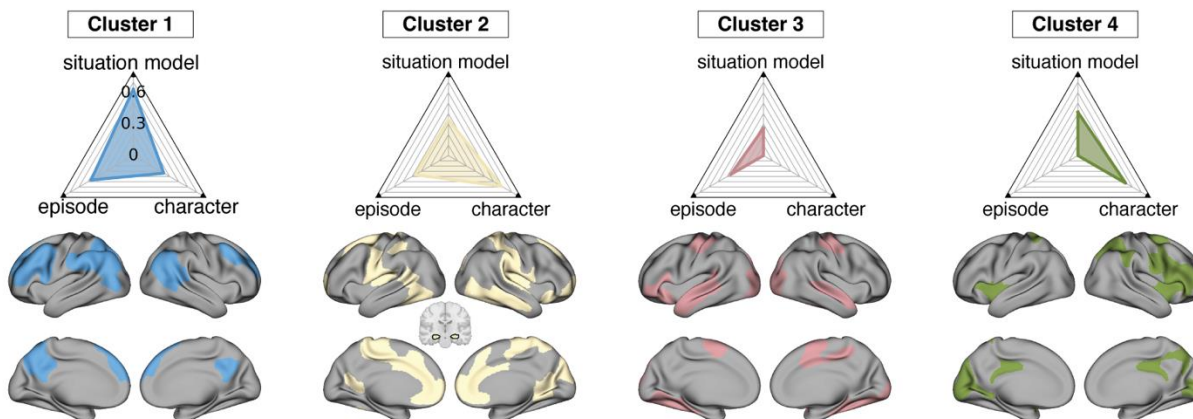 Cluster 1
situation model
0.6
0.3
0
episode character
Cluster 2
situation model
episode character
Cluster 3
situation model
episode character
Cluster 4
situation model
episode character